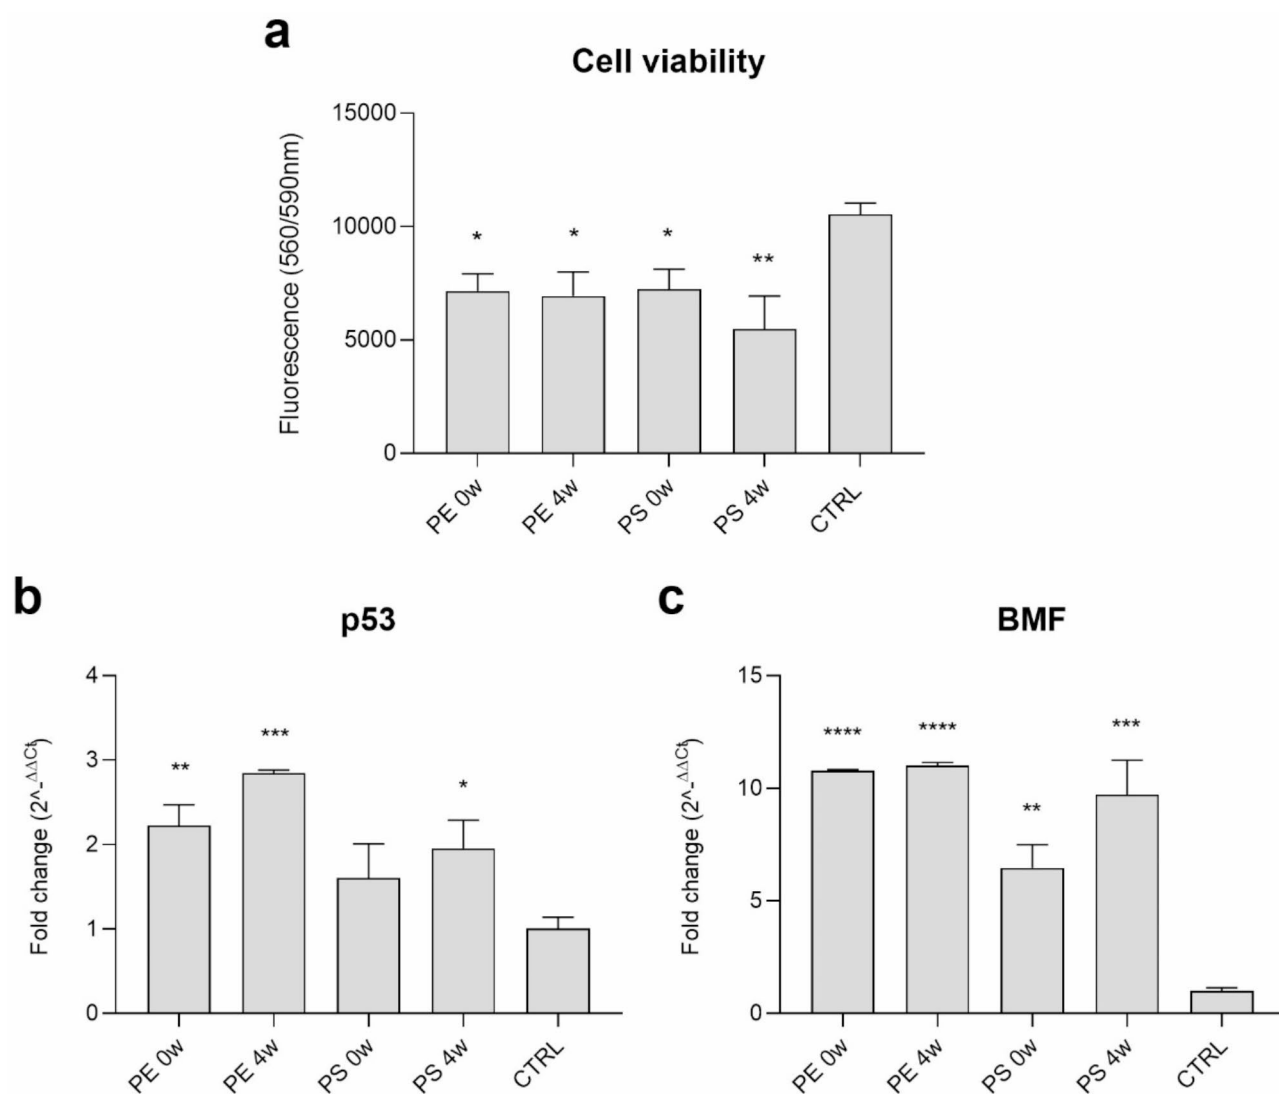 a
Cell viability
Fluorescence (560/590nm)
15000
10000
5000
0
* * * **
PE 0w PE 4w PS 0w PS 4w CTRL
b
p53
Fold change (2^-ΔΔCt)
4
3
2
1
0
** *** *
PE 0w PE 4w PS 0w PS 4w CTRL
c
BMF
Fold change (2^-ΔΔCt)
15
10
5
0
**** **** ** ***
PE 0w PE 4w PS 0w PS 4w CTRL